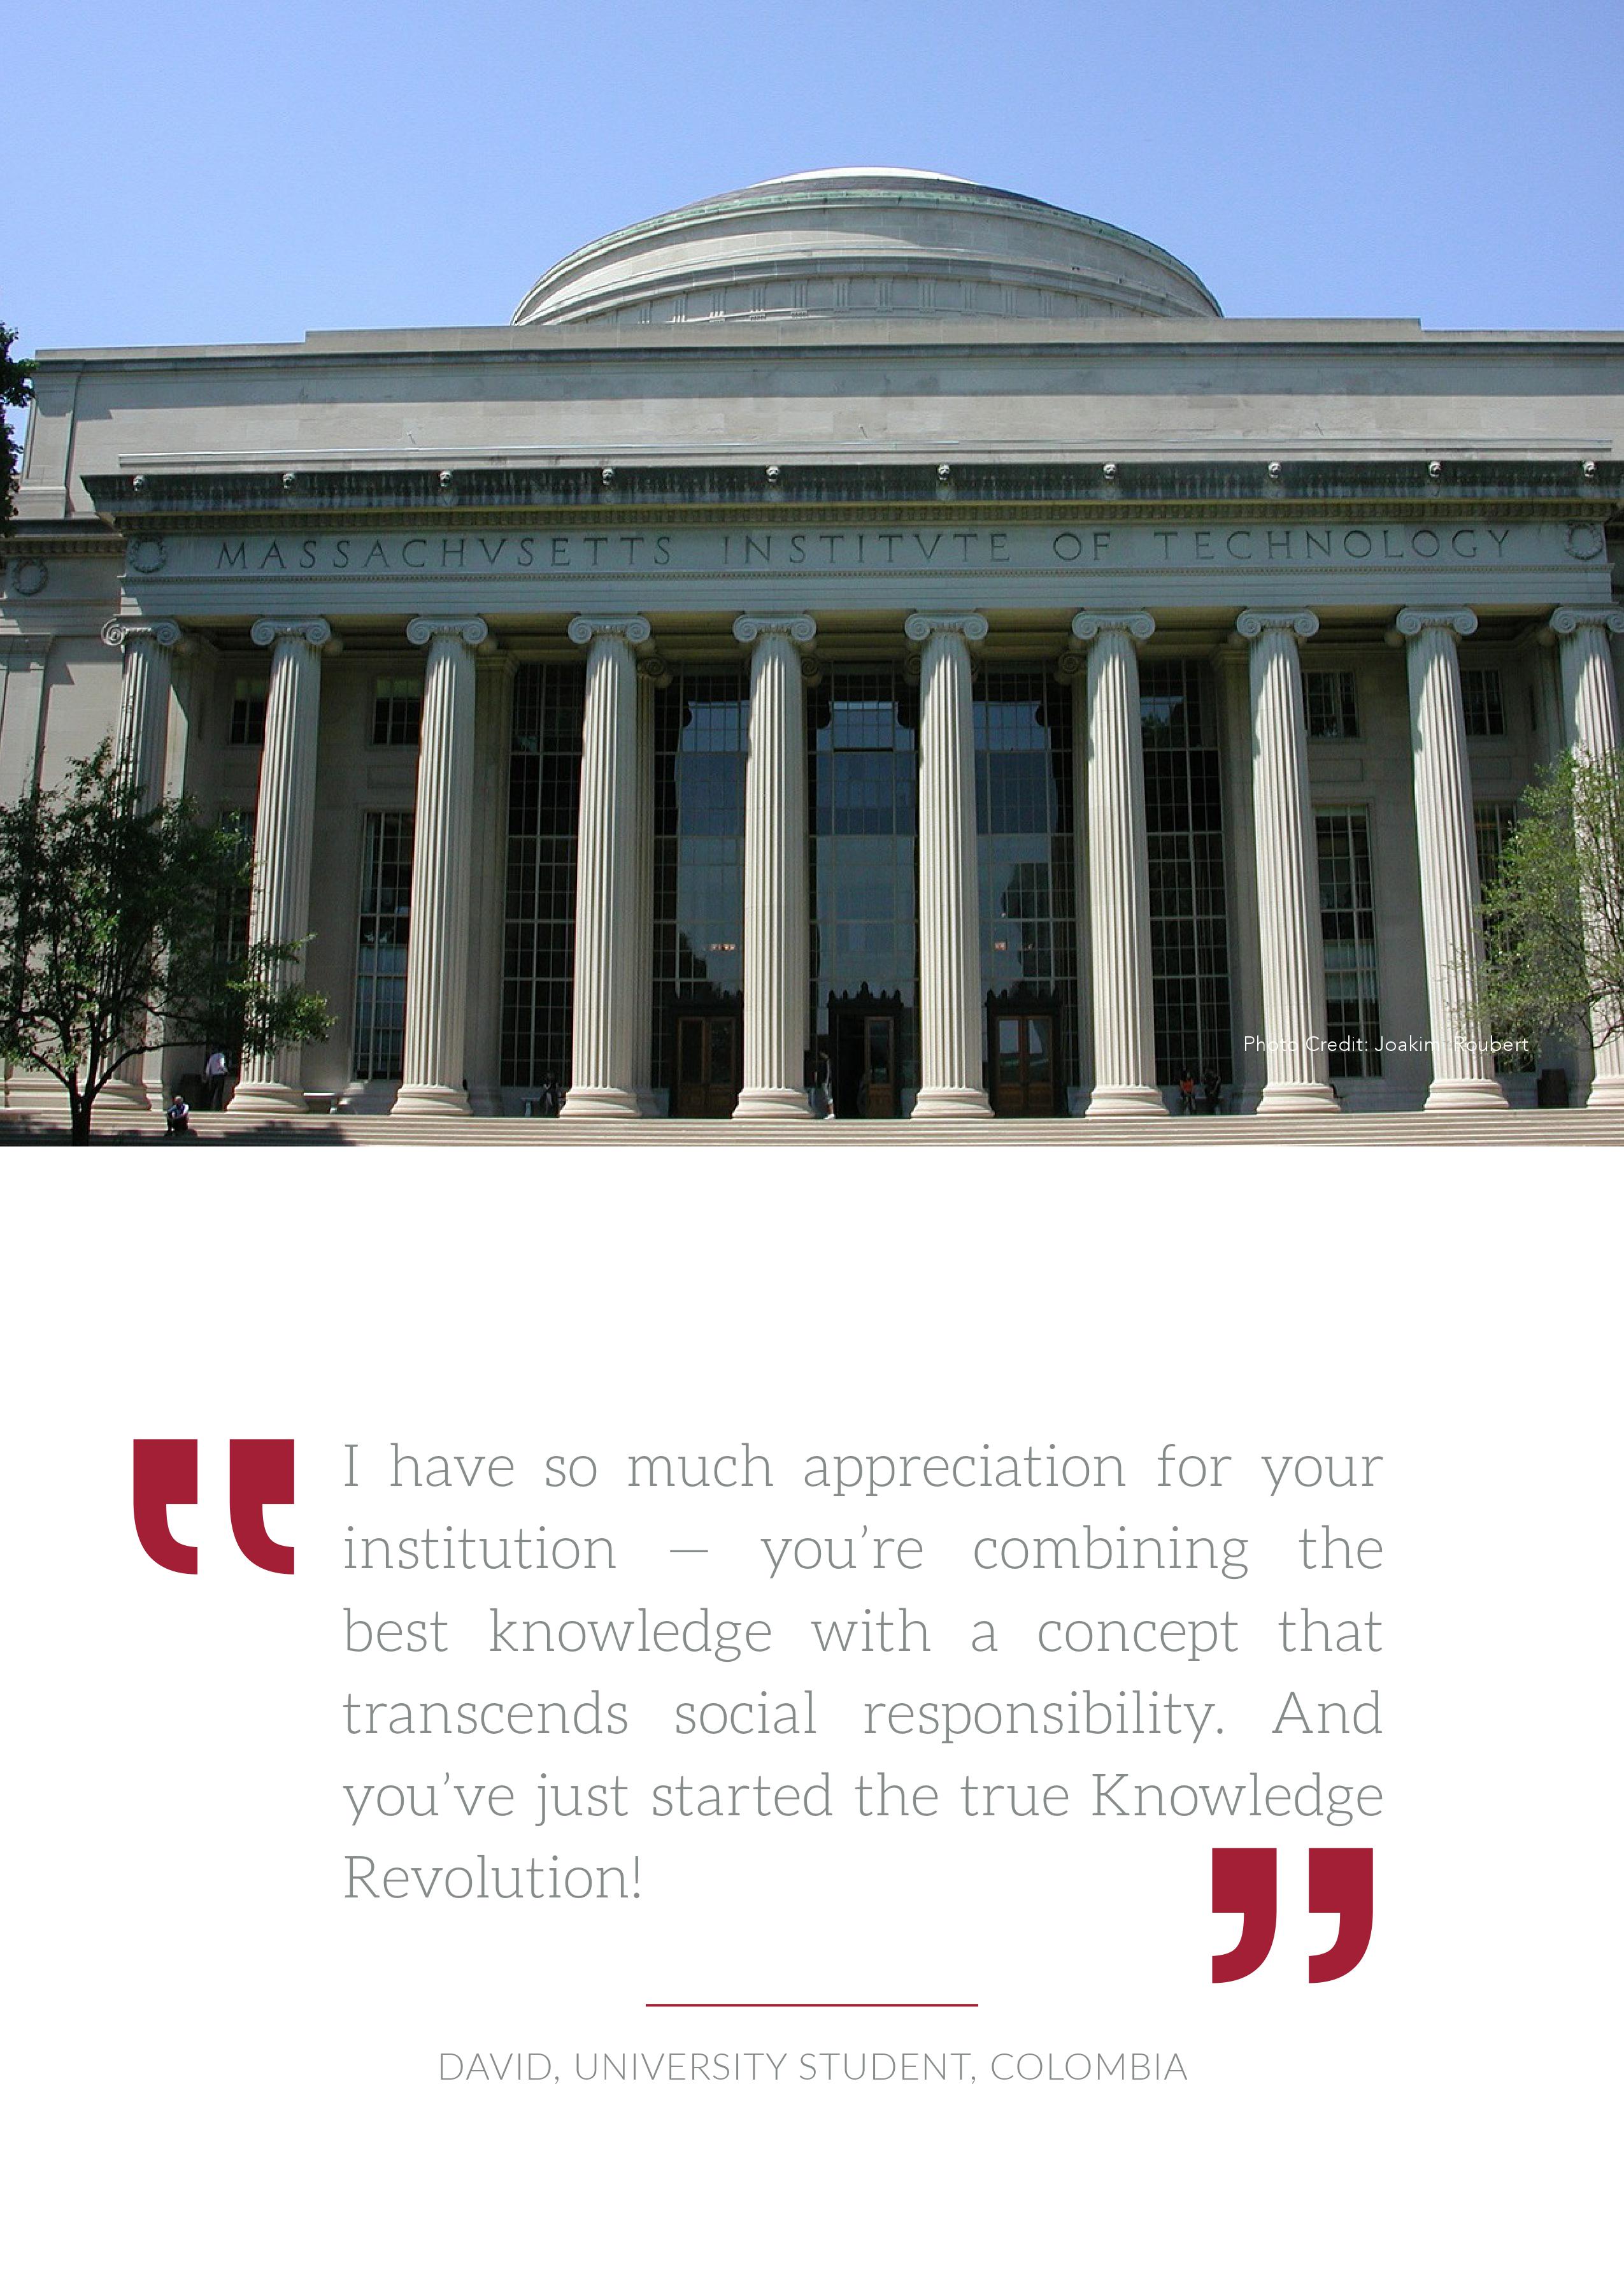 MASSACHVSETTS INSTITVTE OF TECHNOLOGY
Photo Credit: Joakim Roubert
“ I have so much appreciation for your
institution — you’re combining the
best knowledge with a concept that
transcends social responsibility. And
you’ve just started the true Knowledge
Revolution! ”
DAVID, UNIVERSITY STUDENT, COLOMBIA